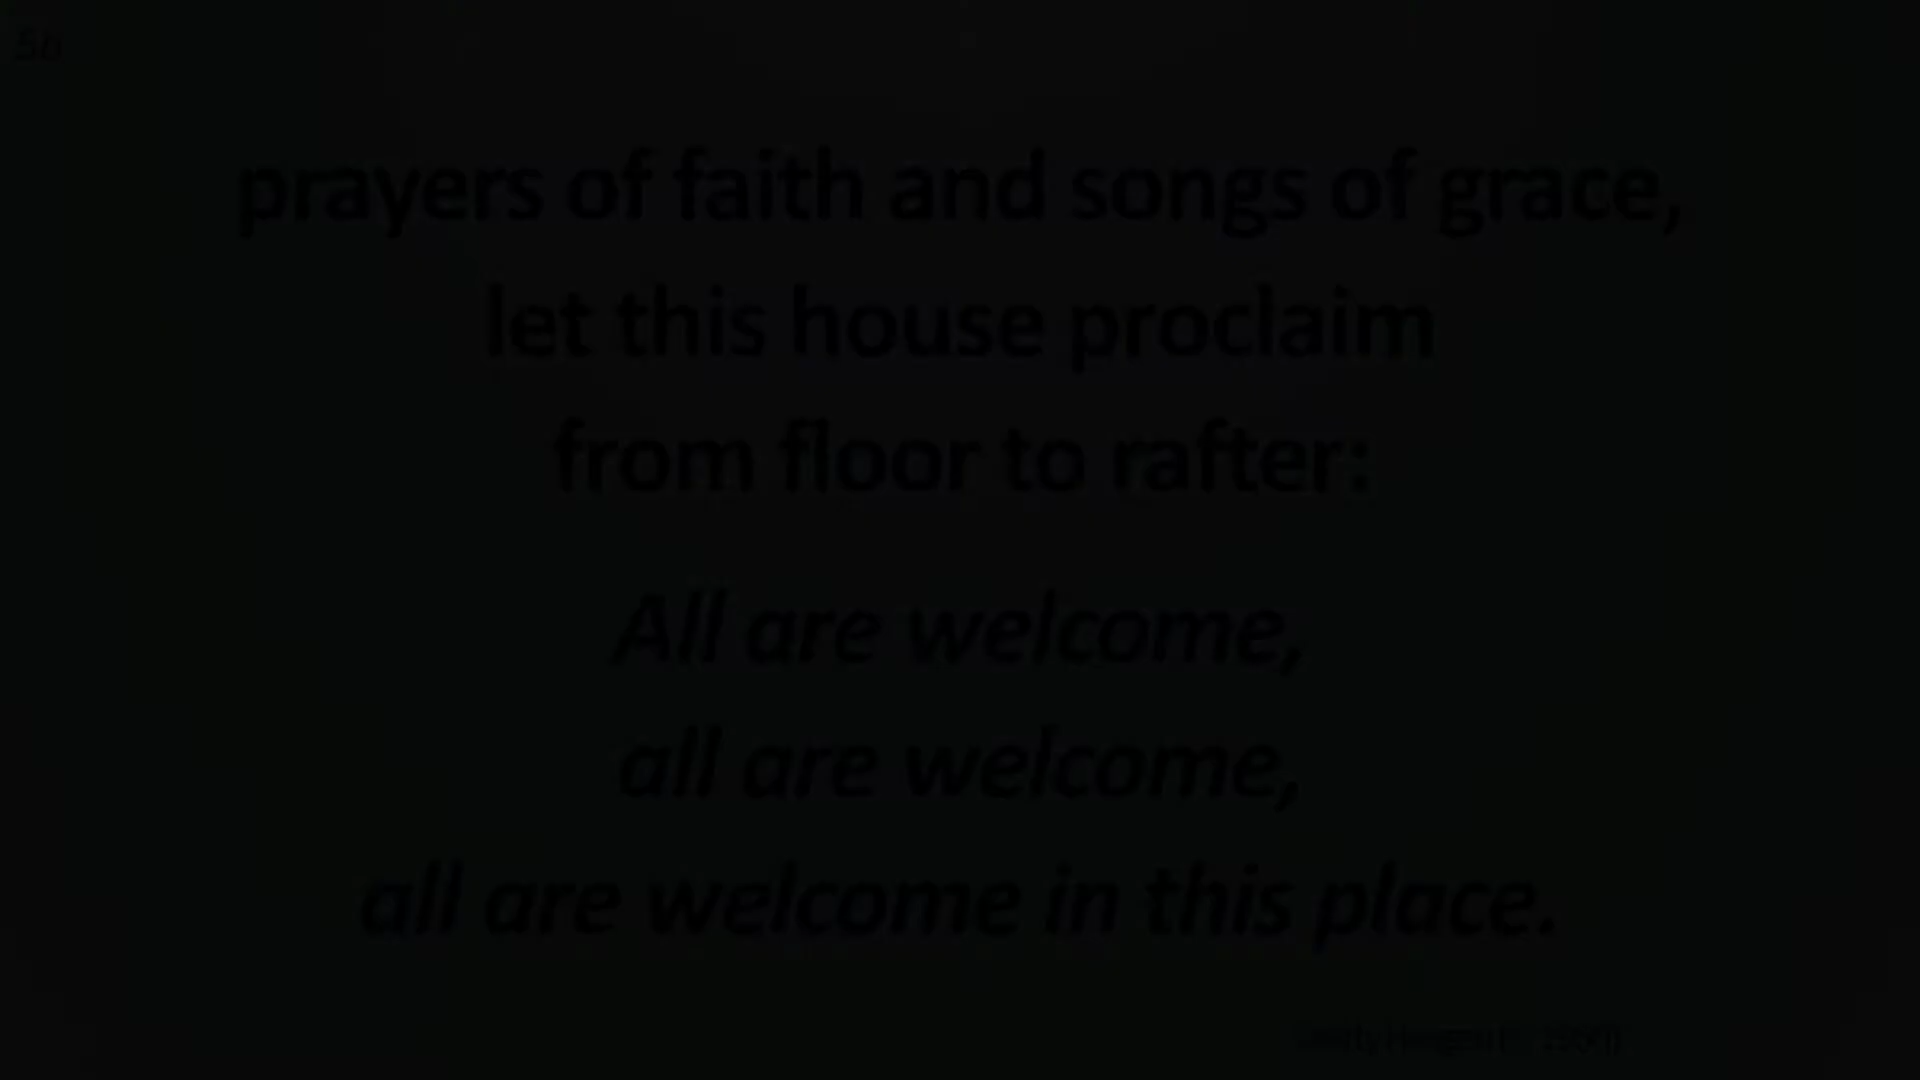 5b
prayers of faith and songs of grace,
let this house proclaim
from floor to rafter:
All are welcome,
all are welcome,
all are welcome in this place.